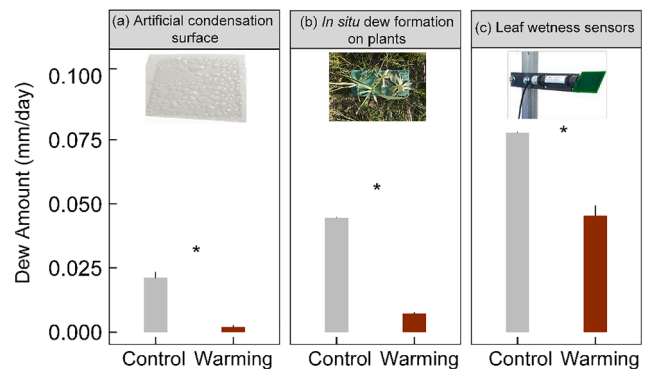 (a) Artificial condensation
surface
(b) In situ dew formation
on plants
(c) Leaf wetness sensors
Dew Amount (mm/day)
0.100
0.075
0.050
0.025
0.000
*
*
*
Control Warming
Control Warming
Control Warming